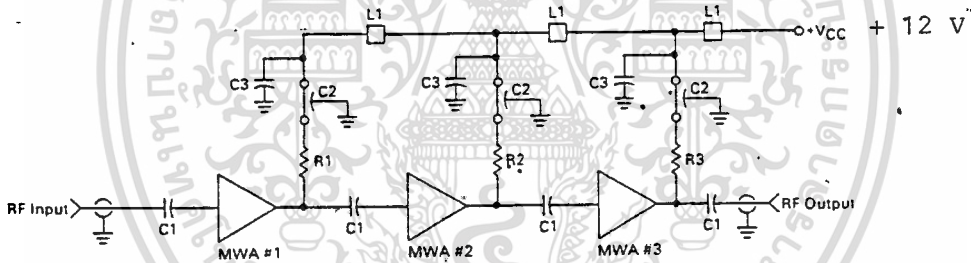 L1 L1 L1
+VCC + 12 V
C3 C2 C3 C2 C3 C2
R1 R2 R3
RF Input C1 C1 C1 C1 RF Output
MWA #1 MWA #2 MWA #3